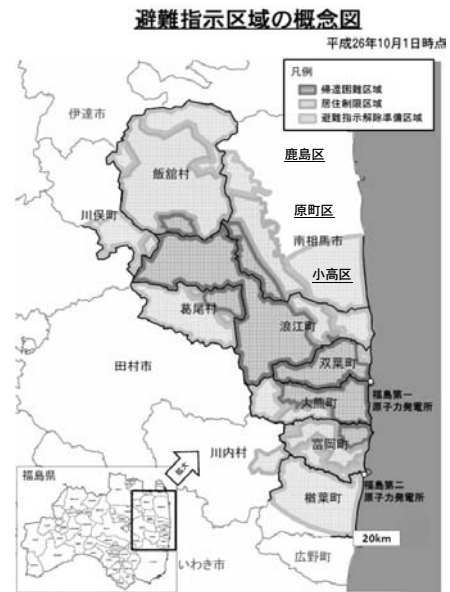 避難指示区域の概念図
平成26年10月1日時点
凡例
帰還困難区域
居住制限区域
避難指示解除準備区域
伊達市
飯舘村
鹿島区
川俣町
原町区
南相馬市
小高区
葛尾村
浪江町
双葉町
田村市
大熊町
福島第一
原子力発電所
富岡町
川内村
拡大
福島県
福島第二
原子力発電所
楢葉町
20km
いわき市
広野町